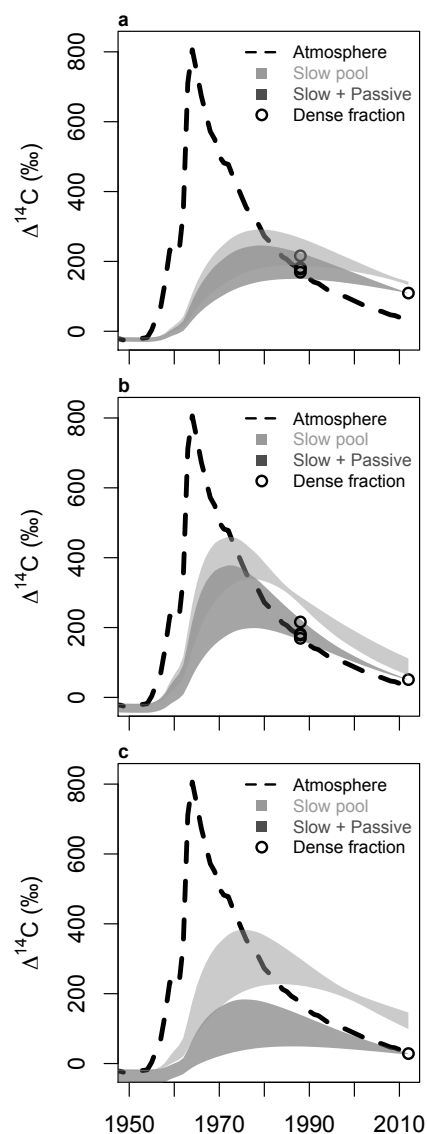 a
Atmosphere
Slow pool
Slow + Passive
Dense fraction
Δ¹⁴C (‰)
800
600
400
200
0
b
Atmosphere
Slow pool
Slow + Passive
Dense fraction
Δ¹⁴C (‰)
800
600
400
200
0
c
Atmosphere
Slow pool
Slow + Passive
Dense fraction
Δ¹⁴C (‰)
800
600
400
200
0
1950 1970 1990 2010